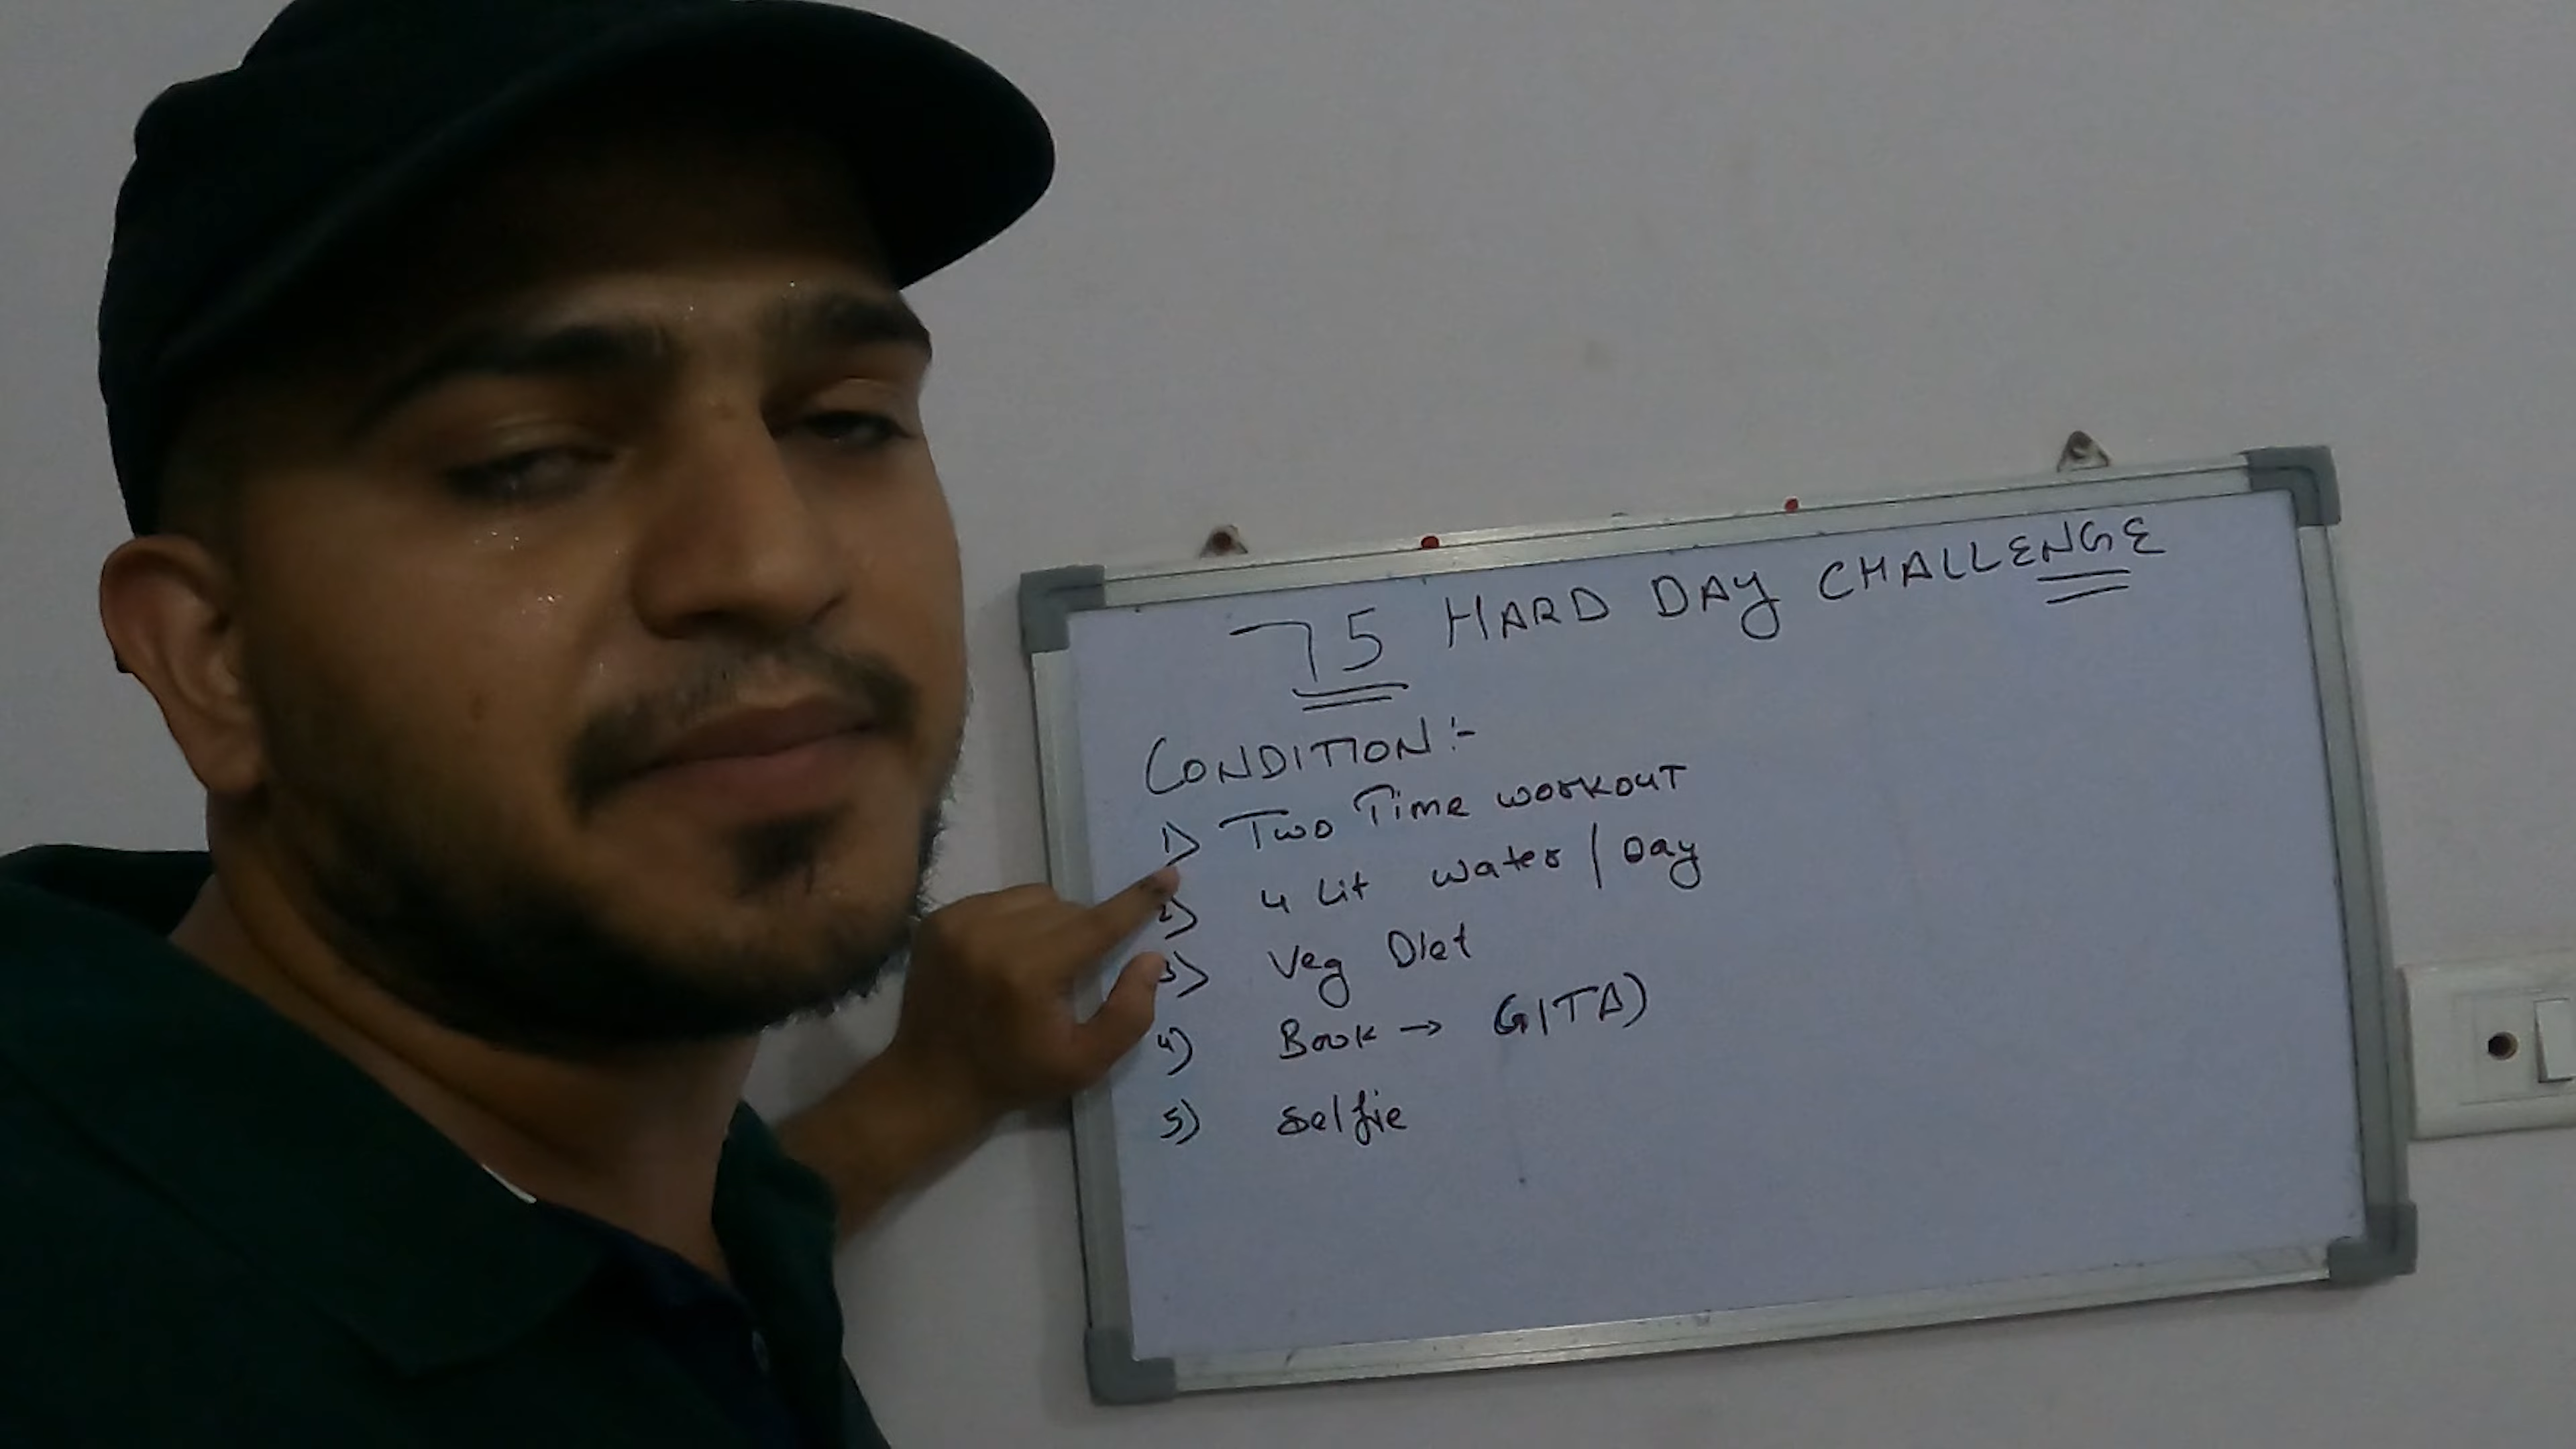 75 HARD DAY CHALLENGE
CONDITION :-
1) Two Time workout
2) 4 Lit water / Day
3) Veg Diet
4) Book → GITA)
5) Selfie